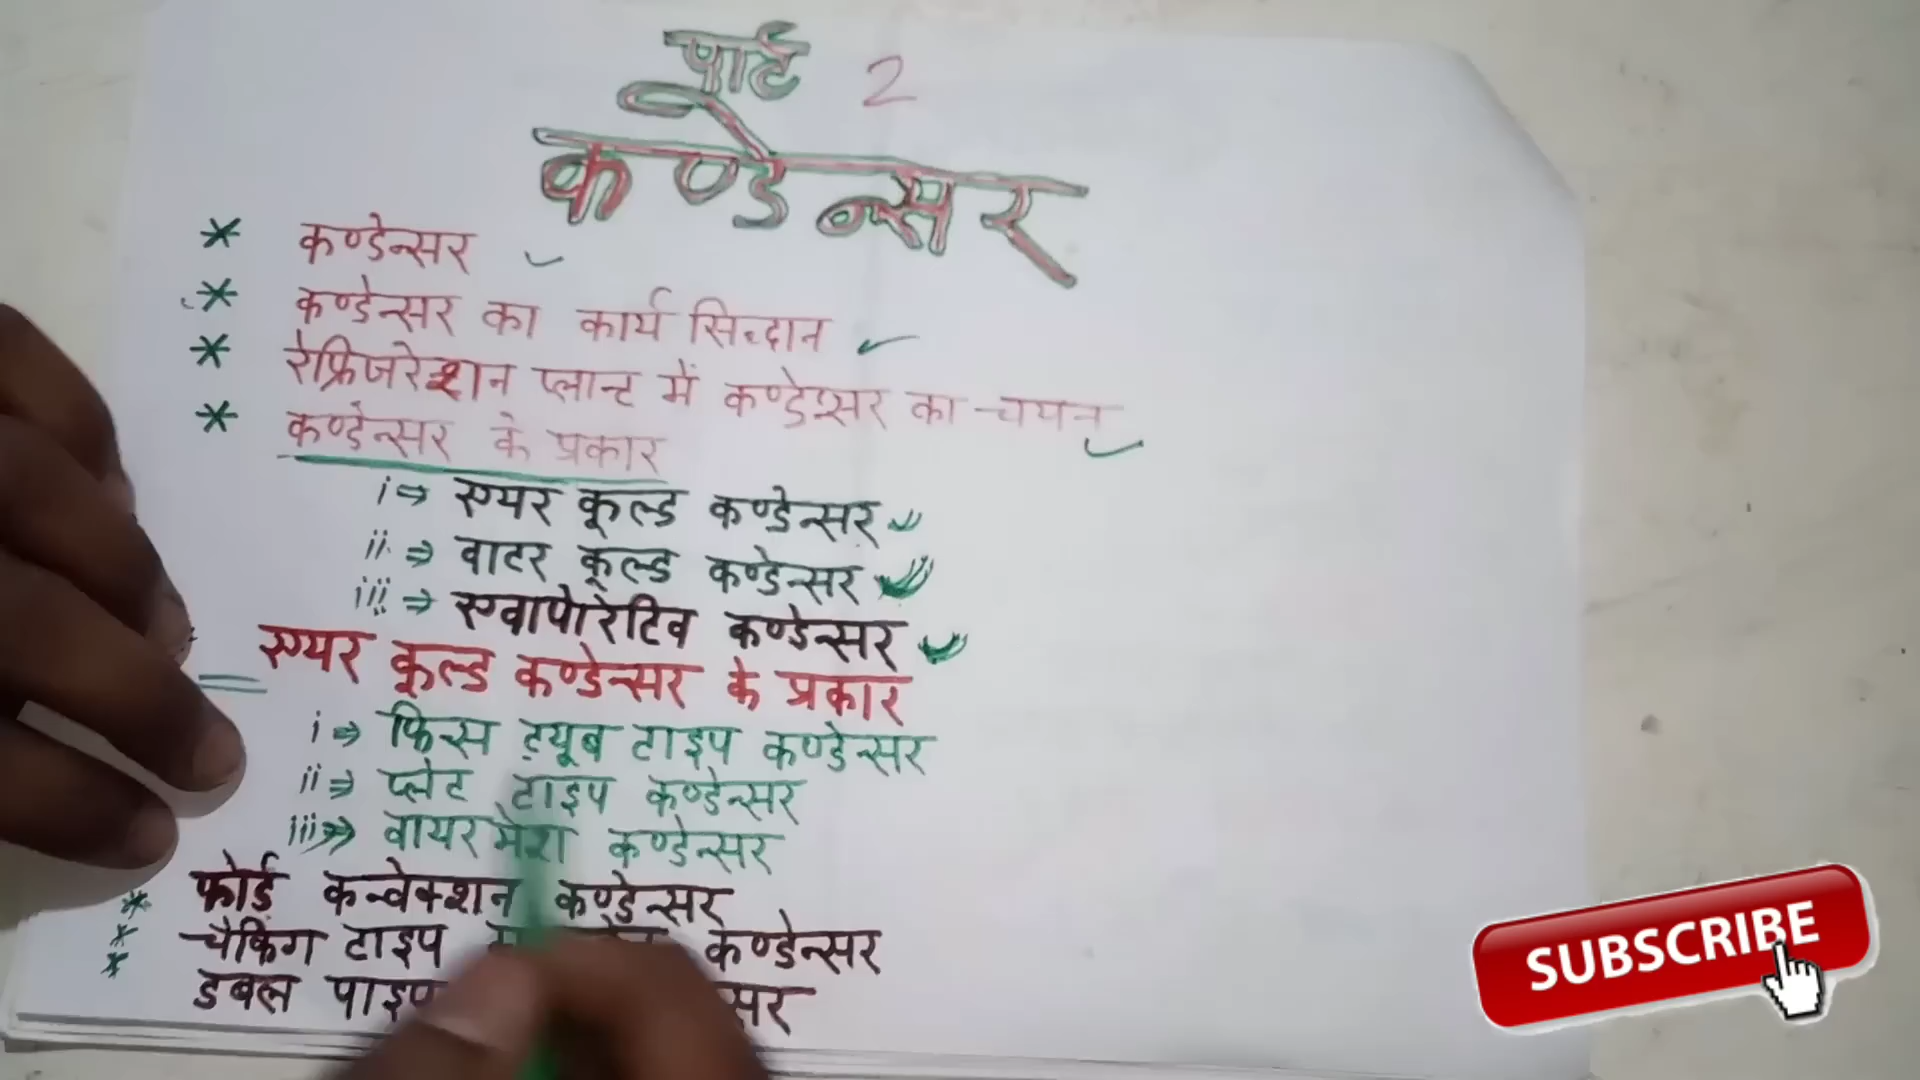 पार्ट 2
कण्डेन्सर
* कण्डेन्सर
* कण्डेन्सर का कार्य सिद्दान
* रेफ्रिजरेशन प्लान्ट में कण्डेन्सर का चयन
* कण्डेन्सर के प्रकार
i ⇒ एयर कूल्ड कण्डेन्सर
ii ⇒ वाटर कूल्ड कण्डेन्सर
iii ⇒ एवापोरेटिव कण्डेन्सर
एयर कूल्ड कण्डेन्सर के प्रकार
i ⇒ फिन्स ट्यूब टाइप कण्डेन्सर
ii ⇒ प्लेट टाइप कण्डेन्सर
iii ⇒ वायर मेश कण्डेन्सर
* फोर्ड कन्वेक्शन कण्डेन्सर
* चैकिंग टाइप कण्डेन्सर
* डबल पाइप
SUBSCRIBE